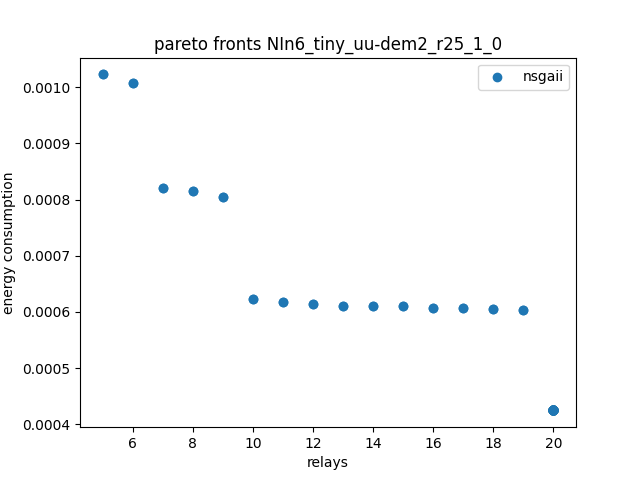 pareto fronts NIn6_tiny_uu-dem2_r25_1_0
nsgaii
0.0010
0.0009
0.0008
0.0007
0.0006
0.0005
0.0004
energy consumption
6 8 10 12 14 16 18 20
relays